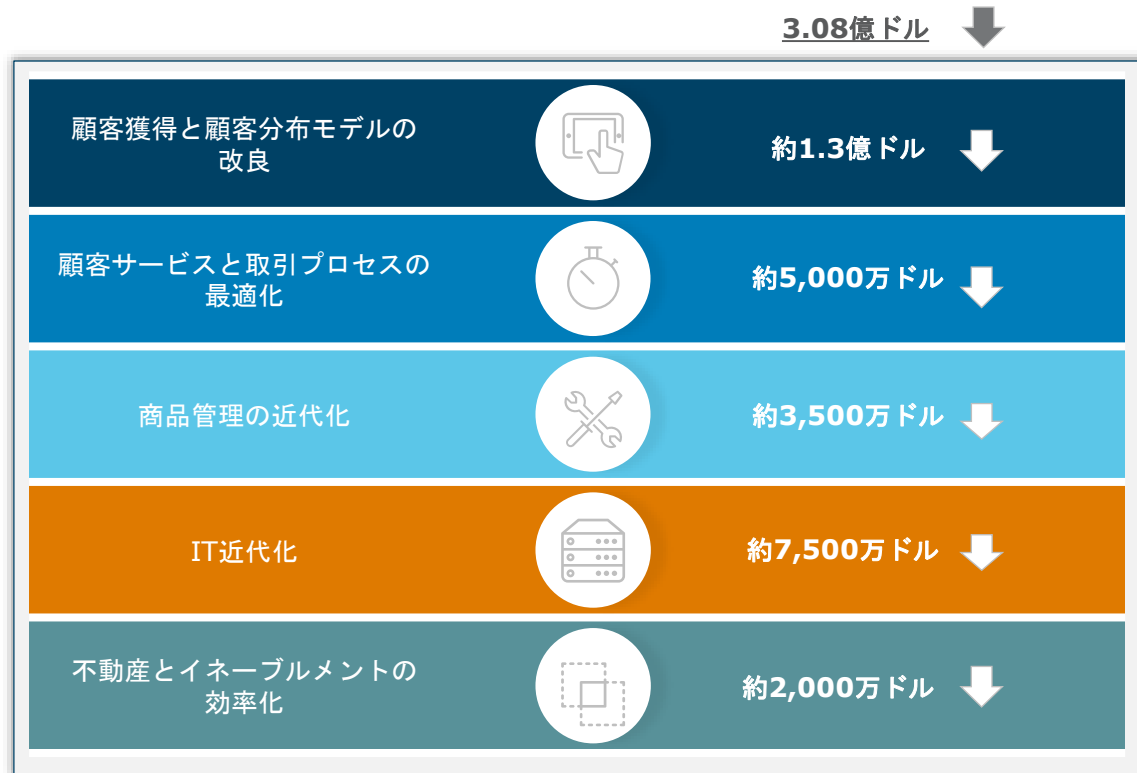 3.08億ドル
顧客獲得と顧客分布モデルの
改良
約1.3億ドル
顧客サービスと取引プロセスの
最適化
約5,000万ドル
商品管理の近代化
約3,500万ドル
IT近代化
約7,500万ドル
不動産とイネーブルメントの
効率化
約2,000万ドル